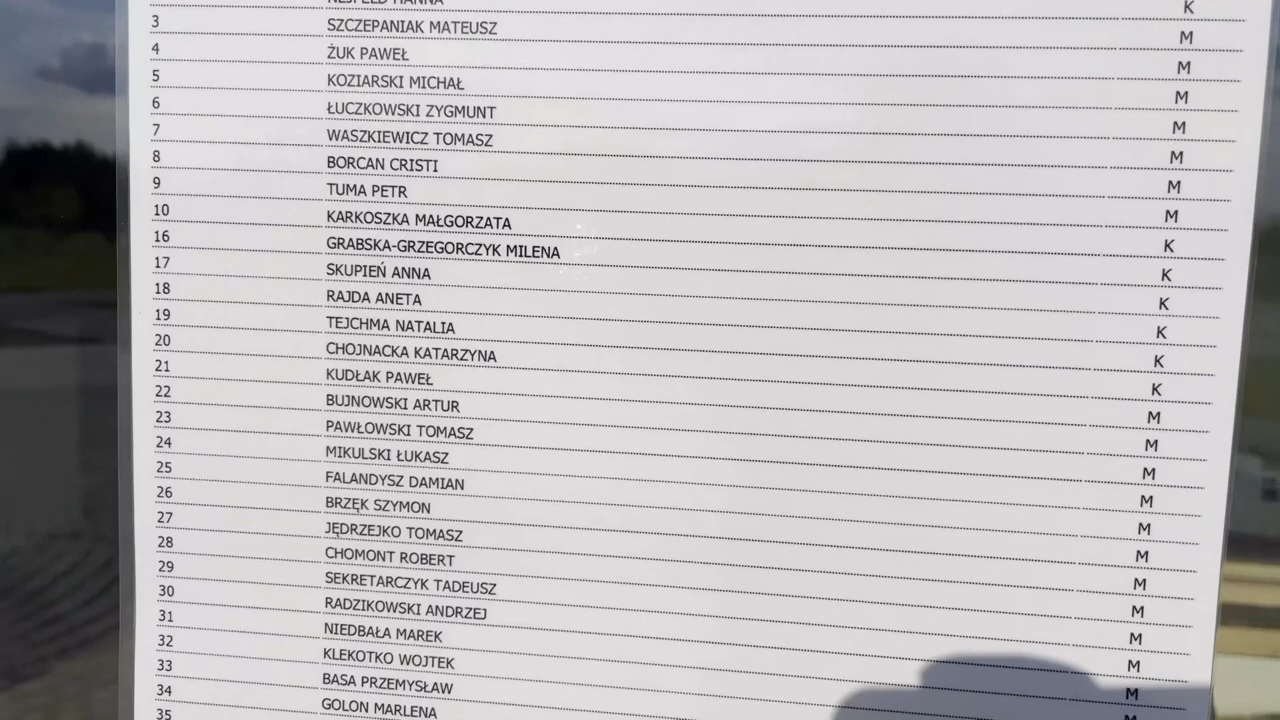 HANNA K
3 SZCZEPANIAK MATEUSZ M
4 ŻUK PAWEŁ M
5 KOZIARSKI MICHAŁ M
6 ŁUCZKOWSKI ZYGMUNT M
7 WASZKIEWICZ TOMASZ M
8 BORCAN CRISTI M
9 TUMA PETR M
10 KARKOSZKA MAŁGORZATA K
16 GRABSKA-GRZEGORCZYK MILENA K
17 SKUPIEŃ ANNA K
18 RAJDA ANETA K
19 TEJCHMA NATALIA K
20 CHOJNACKA KATARZYNA K
21 KUDŁAK PAWEŁ M
22 BUJNOWSKI ARTUR M
23 PAWŁOWSKI TOMASZ M
24 MIKULSKI ŁUKASZ M
25 FALANDYSZ DAMIAN M
26 BRZĘK SZYMON M
27 JĘDRZEJKO TOMASZ M
28 CHOMONT ROBERT M
29 SEKRETARCZYK TADEUSZ M
30 RADZIKOWSKI ANDRZEJ M
31 NIEDBAŁA MAREK M
32 KLEKOTKO WOJTEK M
33 BASA PRZEMYSŁAW
34 GOLON MARLENA
35